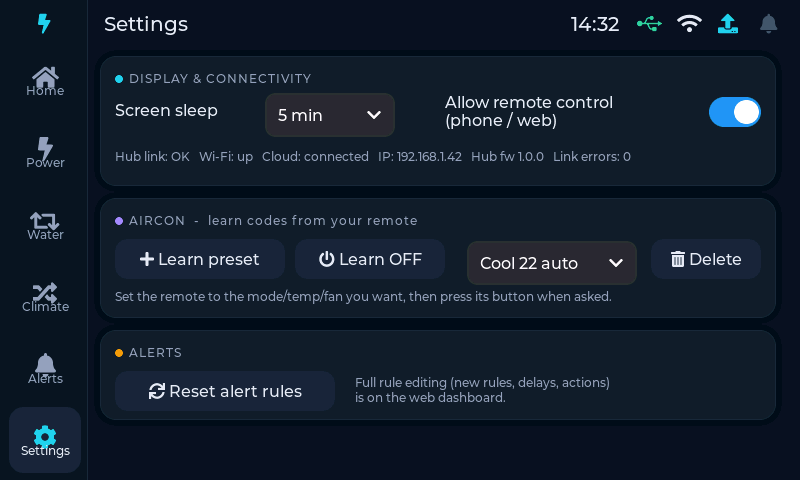 Settings
14:32
Home
Power
Water
Climate
Alerts
Settings
DISPLAY & CONNECTIVITY
Screen sleep
5 min
Allow remote control
(phone / web)
Hub link: OK Wi-Fi: up Cloud: connected IP: 192.168.1.42 Hub fw 1.0.0 Link errors: 0
AIRCON - learn codes from your remote
Learn preset
Learn OFF
Cool 22 auto
Delete
Set the remote to the mode/temp/fan you want, then press its button when asked.
ALERTS
Reset alert rules
Full rule editing (new rules, delays, actions)
is on the web dashboard.